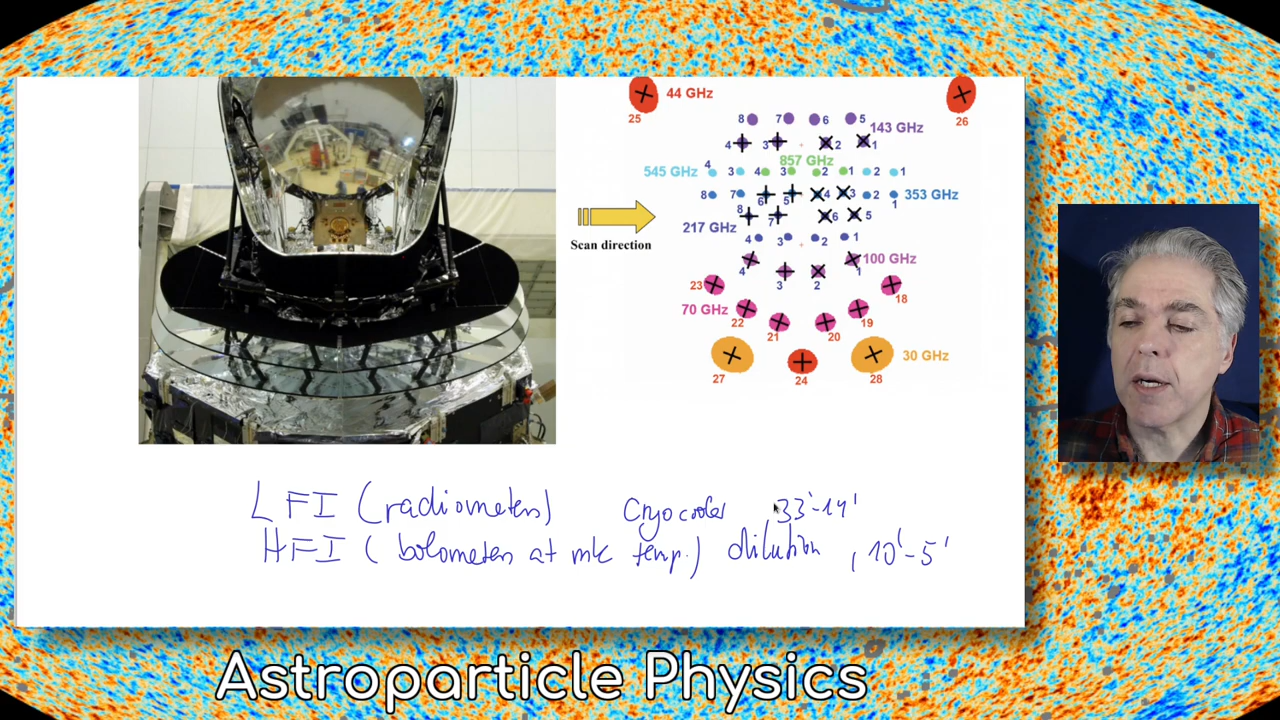 44 GHz
25
26
8 7 6 5
143 GHz
4 3 2 1
857 GHz
545 GHz
4 3 4 3 2 1 2 1
8 7 6 5 4 3 2 1
353 GHz
Scan direction
8 7 6 5
217 GHz
4 3 2 1
100 GHz
4 3 2 1
23 18
70 GHz
22 21 20 19
30 GHz
27 24 28
LFI (radiometers) Cryocooler 33'-14'
HFI (bolometers at mK temp.) dilution , 10'-5'
Astroparticle Physics